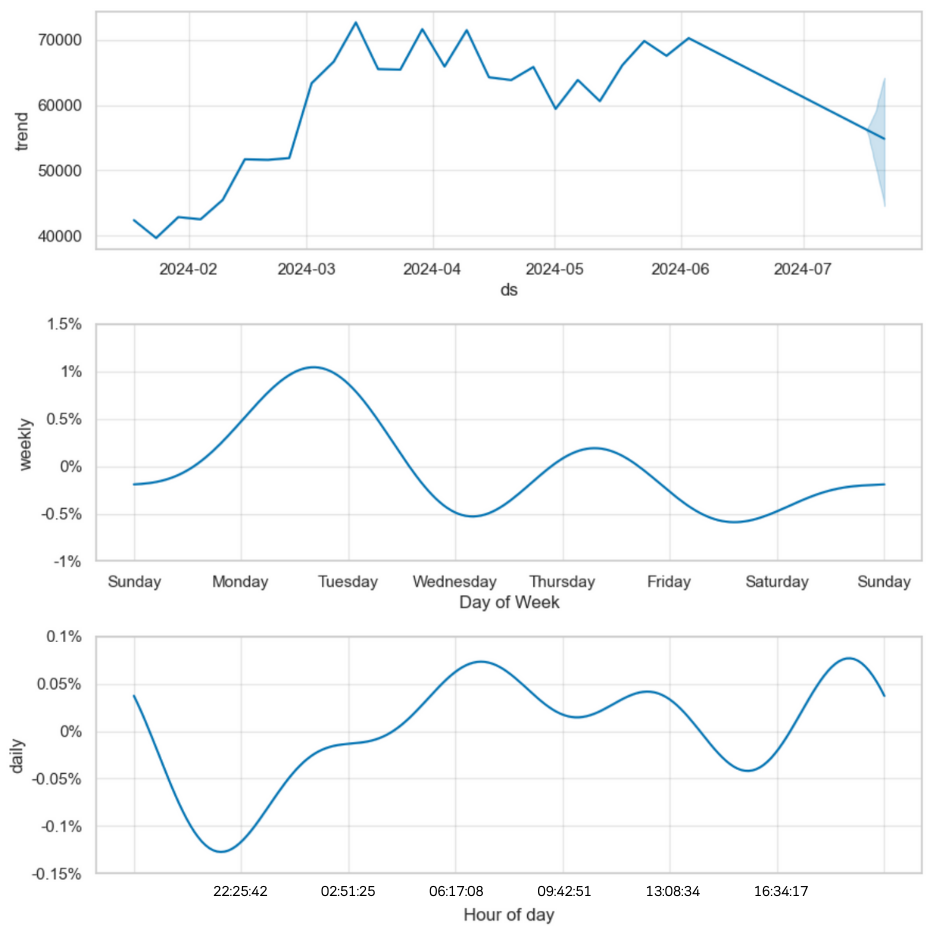 70000
60000
50000
40000
trend
2024-02 2024-03 2024-04 2024-05 2024-06 2024-07
ds
1.5%
1%
0.5%
0%
-0.5%
-1%
weekly
Sunday Monday Tuesday Wednesday Thursday Friday Saturday Sunday
Day of Week
0.1%
0.05%
0%
-0.05%
-0.1%
-0.15%
daily
22:25:42 02:51:25 06:17:08 09:42:51 13:08:34 16:34:17
Hour of day